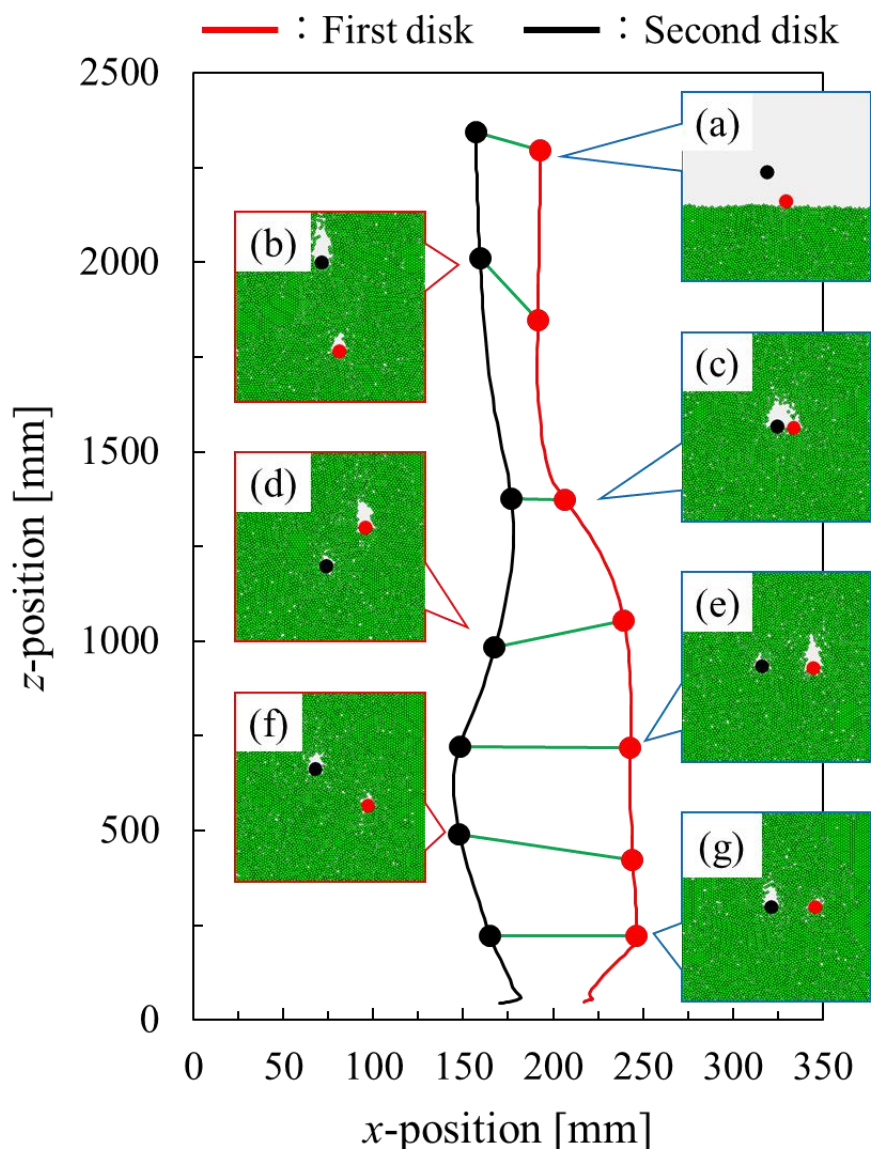 : First disk : Second disk
2500
2000
1500
1000
500
0
z-position [mm]
(a)
(b)
(c)
(d)
(e)
(f)
(g)
0 50 100 150 200 250 300 350
x-position [mm]